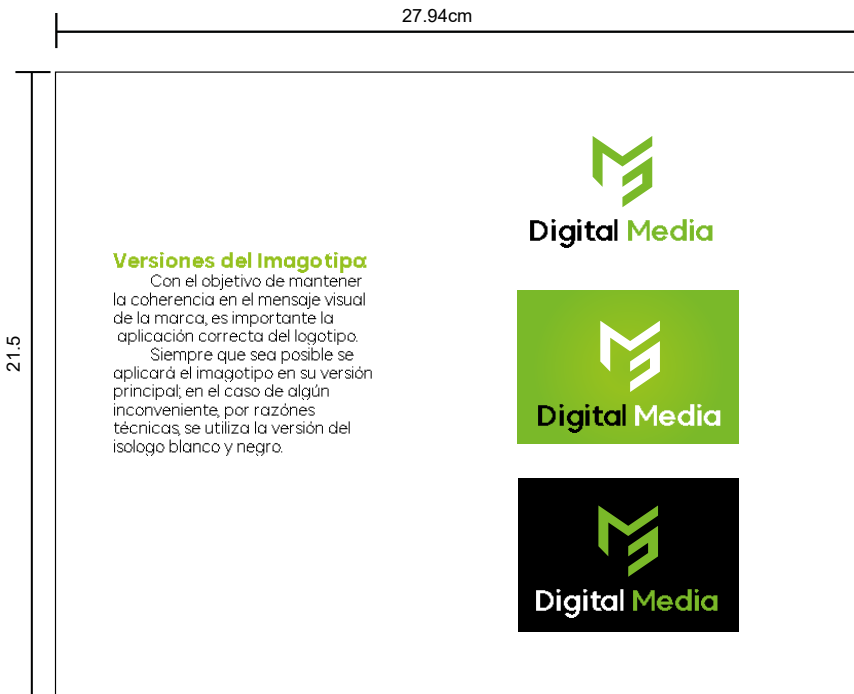 27.94cm
21.5
Versiones del Imagotipo
Con el objetivo de mantener
la coherencia en el mensaje visual
de la marca, es importante la
aplicación correcta del logotipo.
Siempre que sea posible se
aplicará el imagotipo en su versión
principal; en el caso de algún
inconveniente, por razónes
técnicas, se utiliza la versión del
isologo blanco y negro.
Digital Media
Digital Media
Digital Media